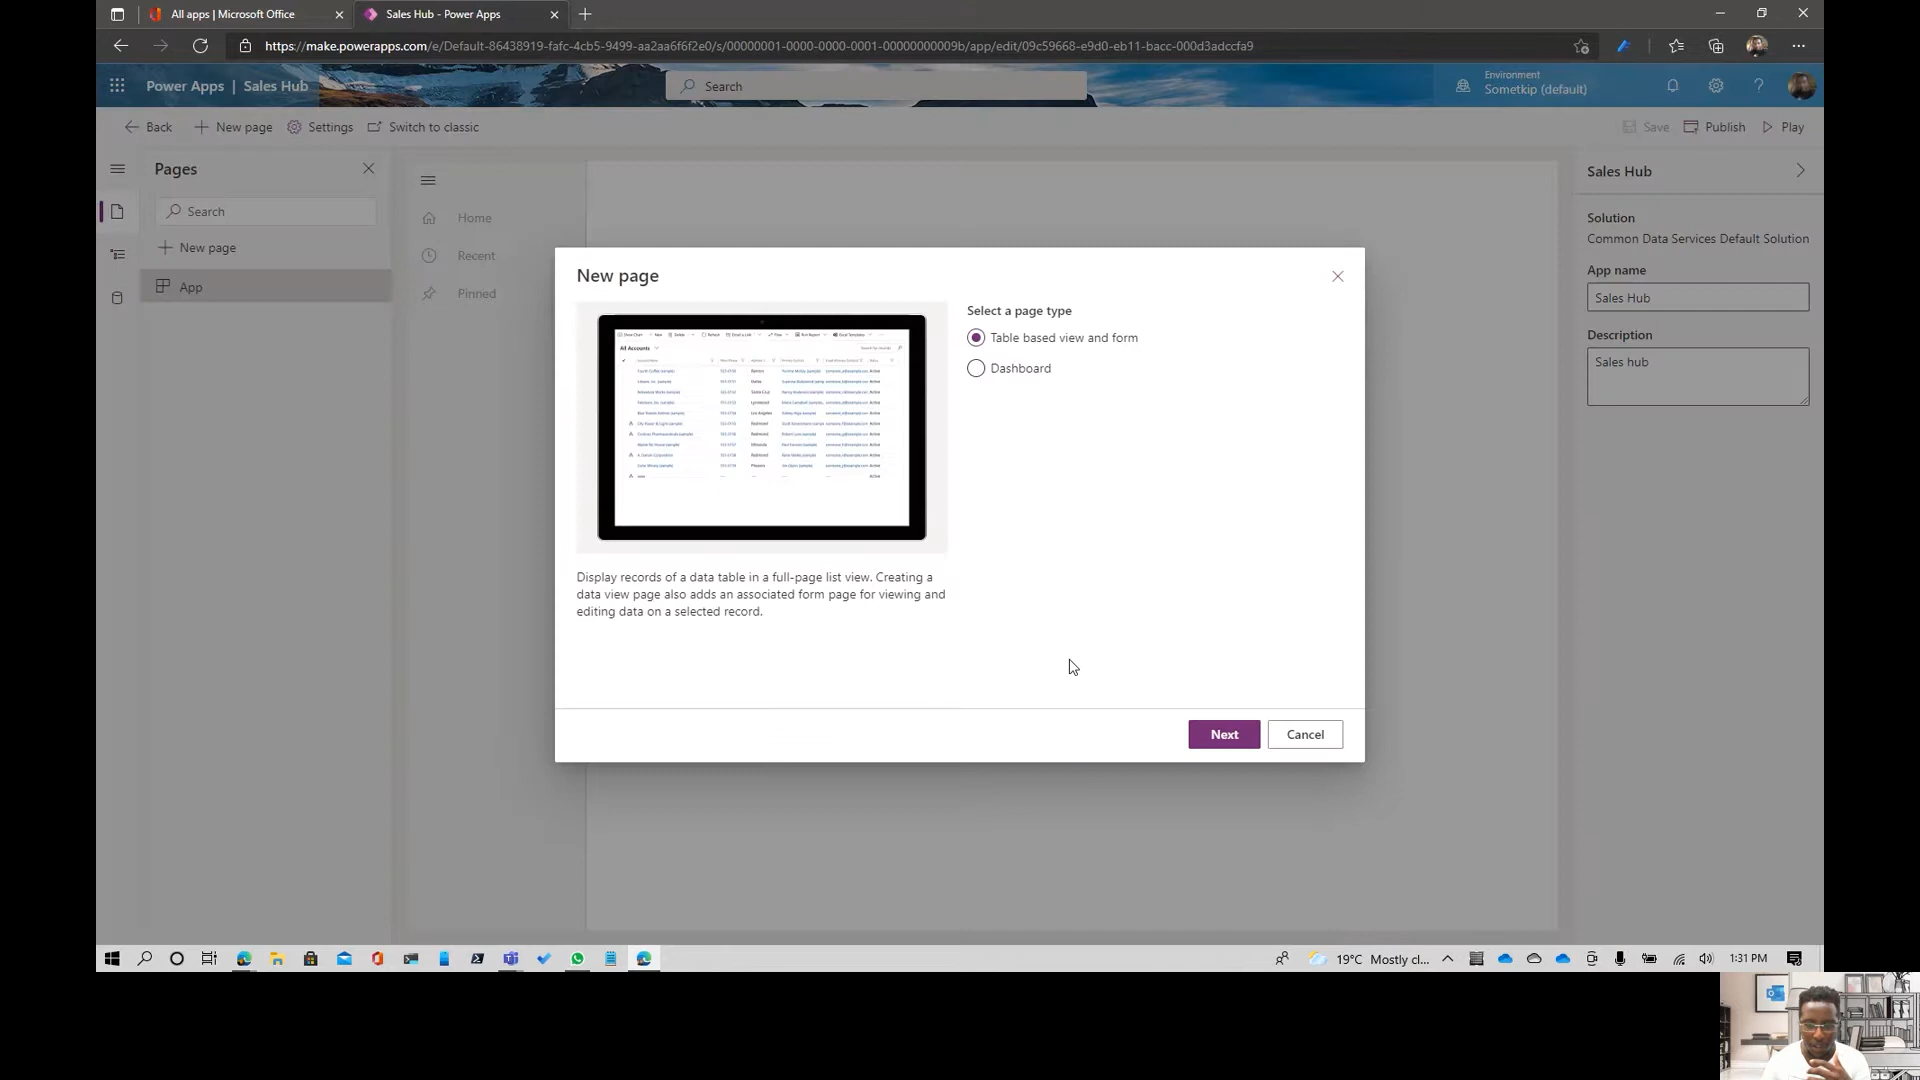 All apps | Microsoft Office
Sales Hub - Power Apps
https://make.powerapps.com/e/Default-86438919-fafc-4cb5-9499-aa2aa6f6f2e0/s/00000001-0000-0000-0001-00000000009b/app/edit/09c59668-e9d0-eb11-bacc-000d3adccfa9
Power Apps | Sales Hub
Search
Environment
Sometkip (default)
Back
New page
Settings
Switch to classic
Save
Publish
Play
Pages
Search
New page
App
Home
Recent
Pinned
New page
All Accounts
Display records of a data table in a full-page list view. Creating a
data view page also adds an associated form page for viewing and
editing data on a selected record.
Select a page type
Table based view and form
Dashboard
Next
Cancel
Sales Hub
Solution
Common Data Services Default Solution
App name
Sales Hub
Description
Sales hub
19°C Mostly cl...
1:31 PM